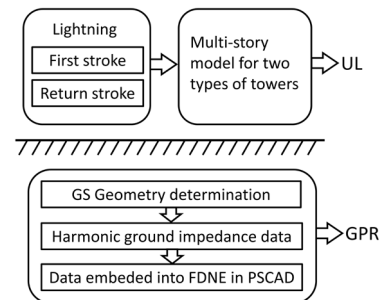 Lightning
First stroke
Return stroke
Multi-story
model for two
types of towers
UL
GS Geometry determination
Harmonic ground impedance data
Data embeded into FDNE in PSCAD
GPR